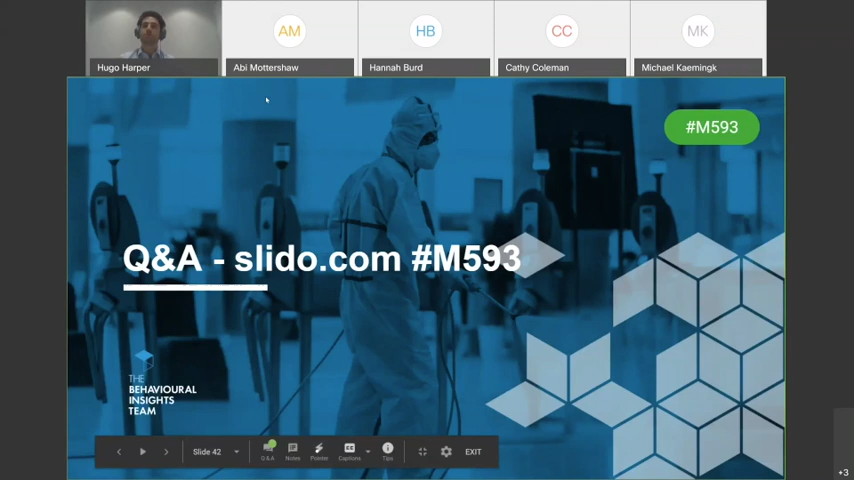 AM
HB
CC
MK
Hugo Harper
Abi Mottershaw
Hannah Burd
Cathy Coleman
Michael Kaemingk
#M593
Q&A - slido.com #M593
THE
BEHAVIOURAL
INSIGHTS
TEAM
Slide 42
EXIT
Q&A
Notes
Pointer
CC
Captions
Tips
+3